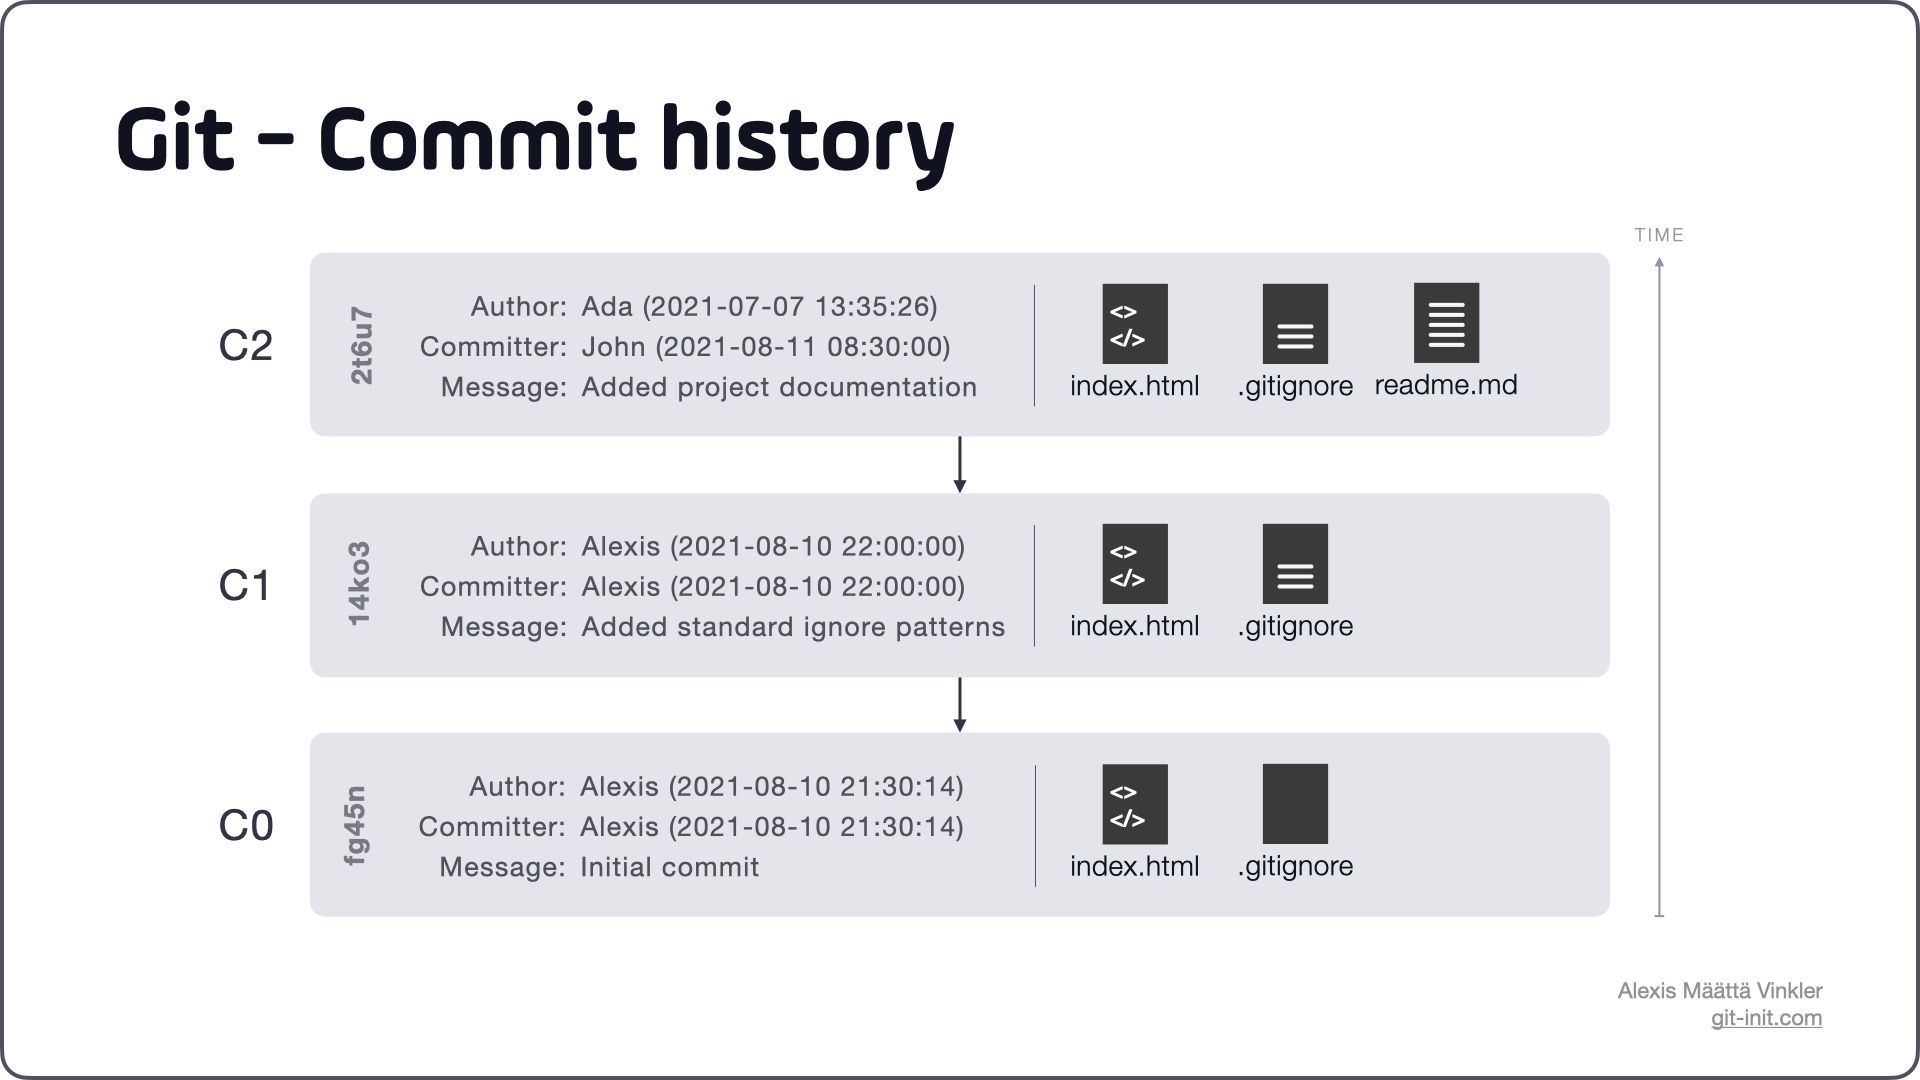 Git - Commit history
TIME
C2
2t6u7
Author: Ada (2021-07-07 13:35:26)
Committer: John (2021-08-11 08:30:00)
Message: Added project documentation
index.html .gitignore readme.md
C1
14ko3
Author: Alexis (2021-08-10 22:00:00)
Committer: Alexis (2021-08-10 22:00:00)
Message: Added standard ignore patterns
index.html .gitignore
C0
fg45n
Author: Alexis (2021-08-10 21:30:14)
Committer: Alexis (2021-08-10 21:30:14)
Message: Initial commit
index.html .gitignore
Alexis Määttä Vinkler
git-init.com